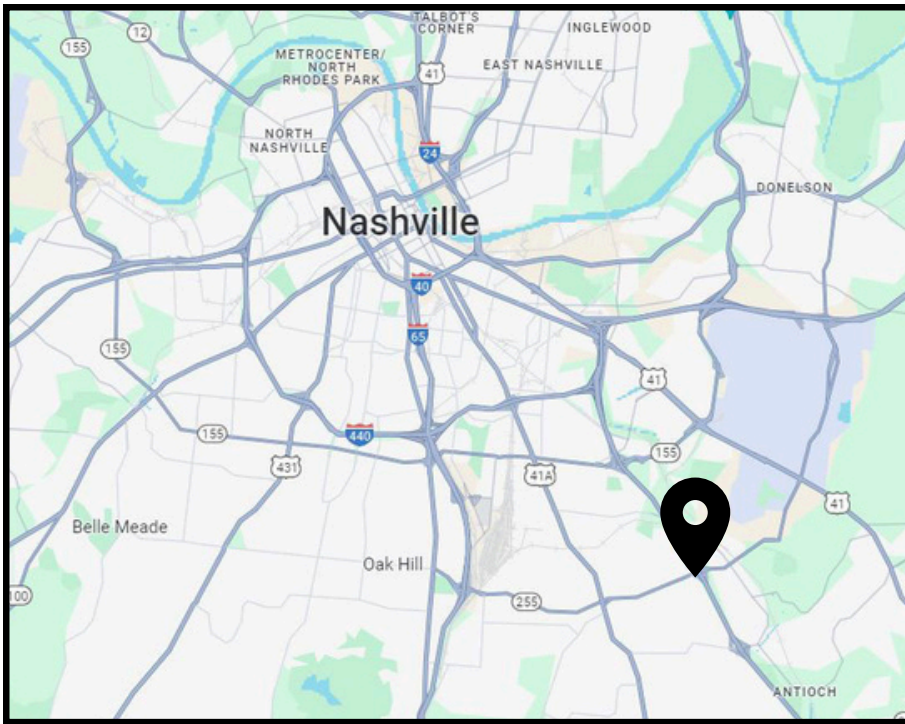 TALBOT'S
CORNER
INGLEWOOD
12
155
METROCENTER/
NORTH
RHODES PARK
41
EAST NASHVILLE
NORTH
NASHVILLE
24
DONELSON
Nashville
40
65
155
41
440
155
431
155
41A
41
Belle Meade
Oak Hill
100
255
ANTIOCH